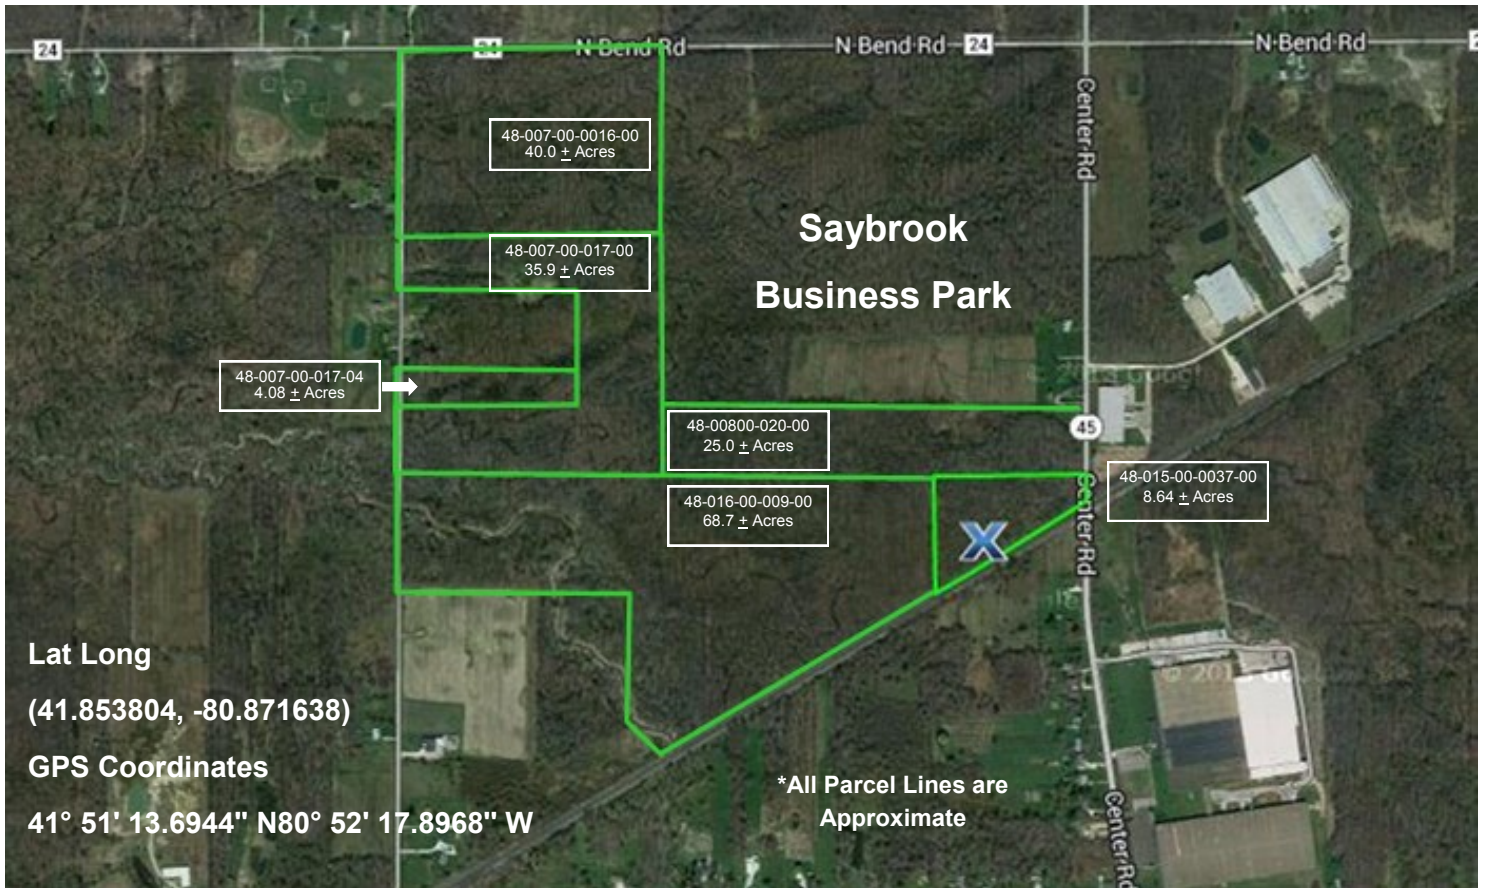 24
24
N Bend Rd
N Bend Rd
24
N Bend Rd
Center Rd
48-007-00-0016-00
40.0 + Acres
Saybrook
Business Park
48-007-00-017-00
35.9 + Acres
48-007-00-017-04
4.08 + Acres
48-00800-020-00
25.0 + Acres
45
48-015-00-0037-00
8.64 + Acres
48-016-00-009-00
68.7 + Acres
X
Center Rd
Lat Long
(41.853804, -80.871638)
GPS Coordinates
41° 51' 13.6944" N80° 52' 17.8968" W
*All Parcel Lines are
Approximate
Center Rd